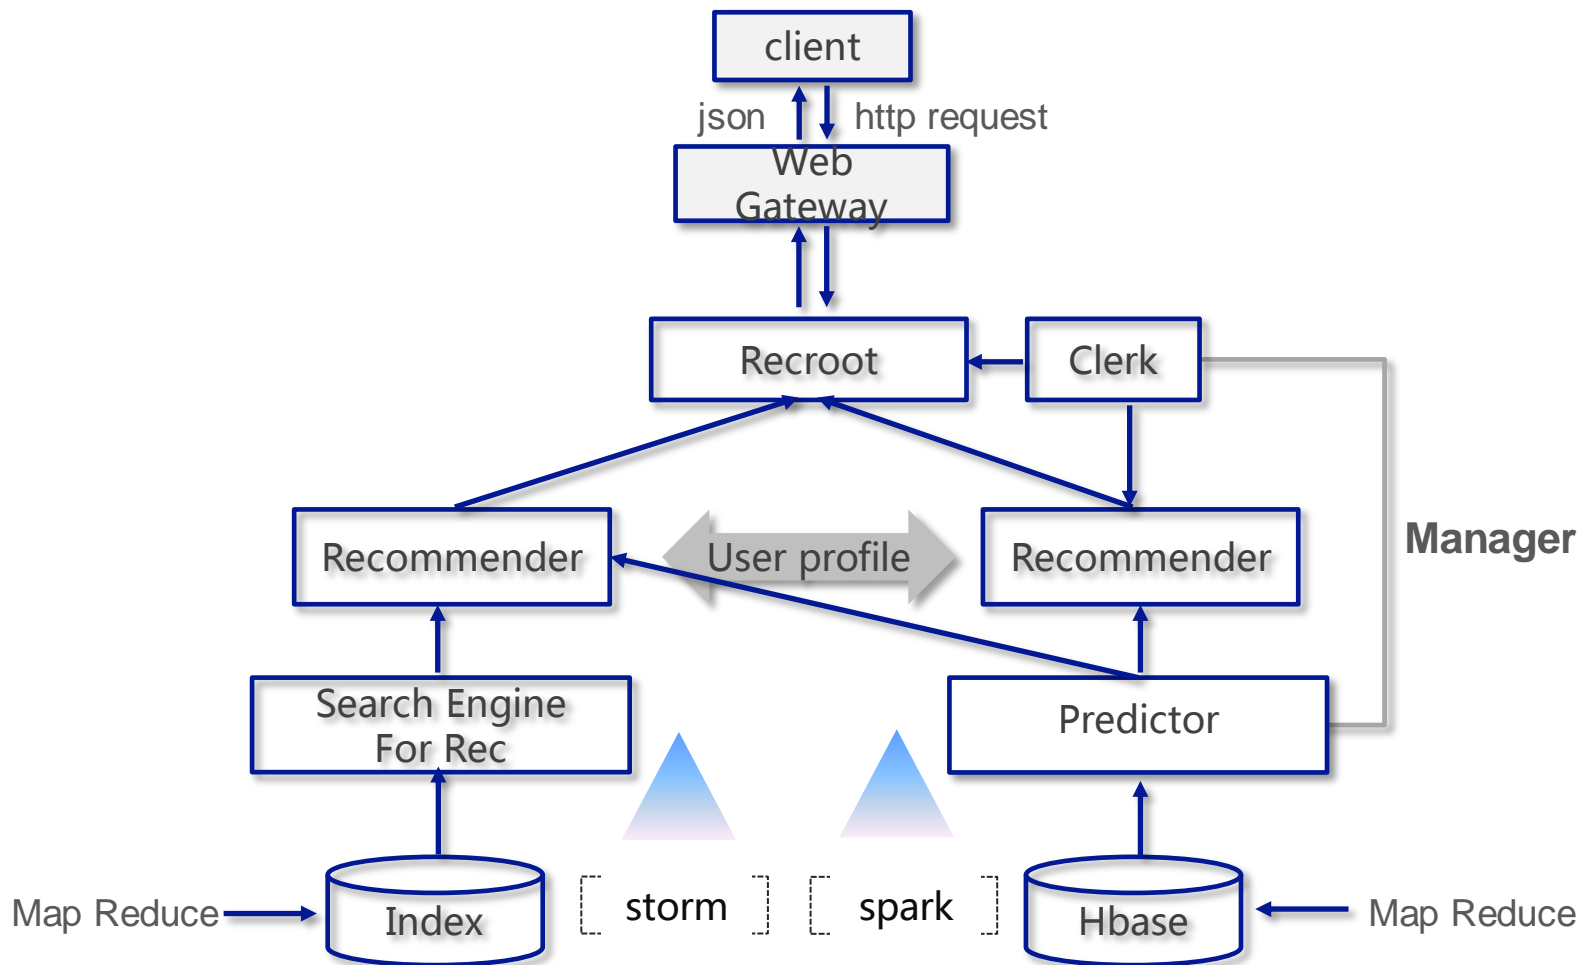 client
json
http request
Web
Gateway
Recroot
Clerk
Recommender
User profile
Recommender
Manager
Search Engine
For Rec
Predictor
Map Reduce
Index
storm
spark
Hbase
Map Reduce